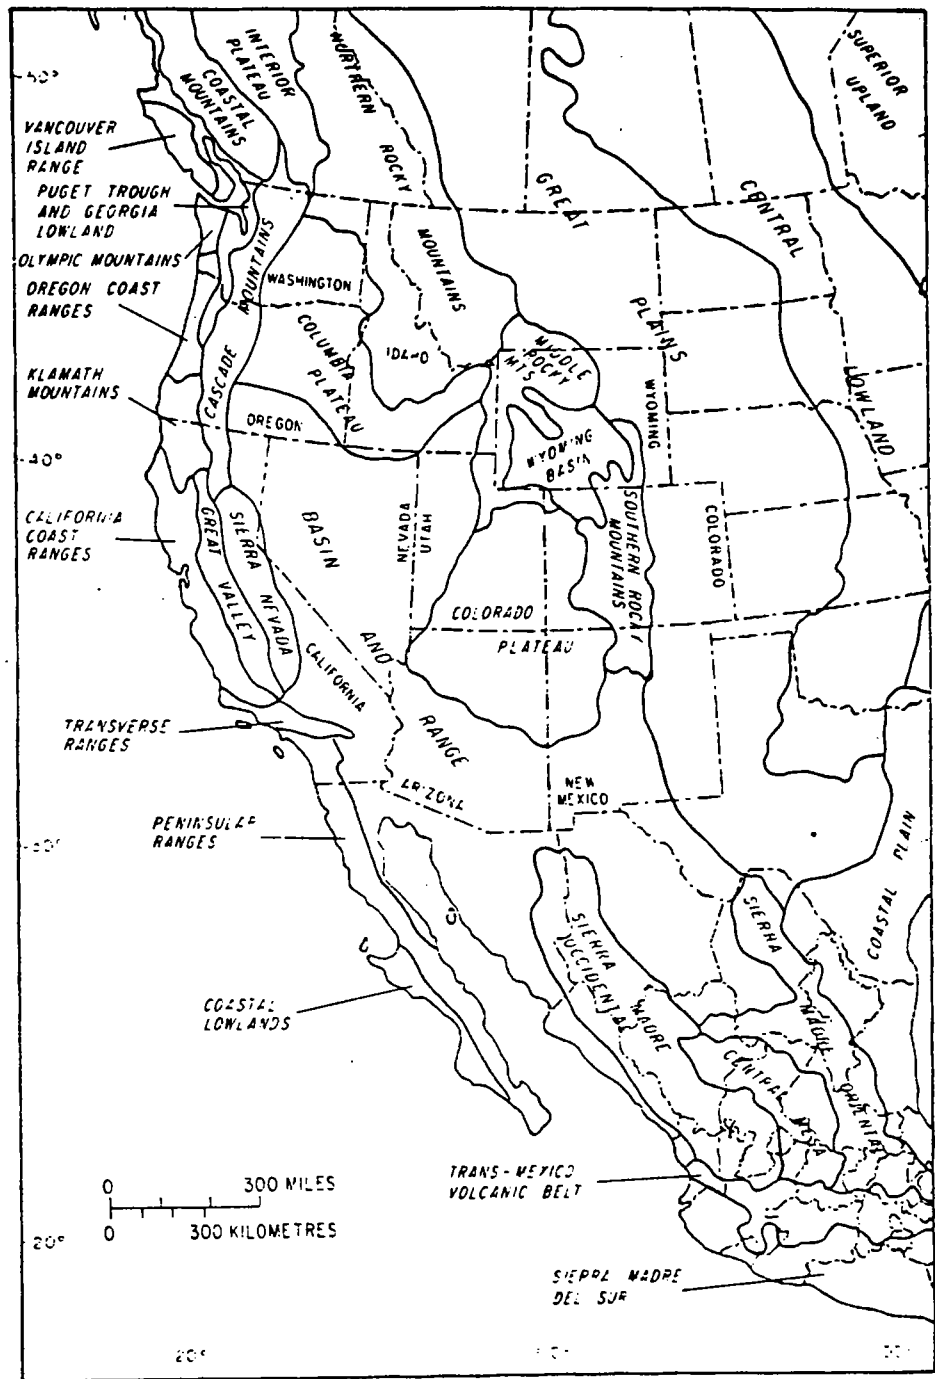 INTERIOR
PLATEAU
COASTAL
MOUNTAINS
NORTHERN
ROCKY
MOUNTAINS
SUPERIOR
UPLAND
VANCOUVER
ISLAND
RANGE
PUGET TROUGH
AND GEORGIA
LOWLAND
OLYMPIC MOUNTAINS
OREGON COAST
RANGES
KLAMATH
MOUNTAINS
CASCADE
MOUNTAINS
WASHINGTON
COLUMBIA
PLATEAU
IDAHO
OREGON
GREAT
PLAINS
CENTRAL
LOWLAND
MIDDLE
ROCKY
MTS
WYOMING
WYOMING
BASIN
40°
CALIFORNIA
COAST
RANGES
GREAT
VALLEY
SIERRA
NEVADA
BASIN
AND
RANGE
NEVADA
UTAH
SOUTHERN ROCKY
MOUNTAINS
COLORADO
COLORADO
PLATEAU
CALIFORNIA
TRANSVERSE
RANGES
ARIZONA
NEW
MEXICO
PENINSULAR
RANGES
COASTAL
LOWLANDS
SIERRA
MADRE
OCCIDENTAL
SIERRA
MADRE
ORIENTAL
COASTAL PLAIN
CENTRAL
MESA
TRANS-MEXICO
VOLCANIC BELT
0 300 MILES
0 300 KILOMETRES
20°
SIERRA MADRE
DEL SUR
20°